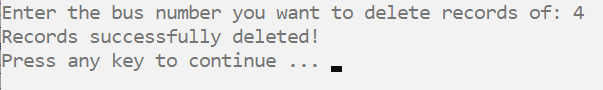 Enter the bus number you want to delete records of: 4
Records successfully deleted!
Press any key to continue ...